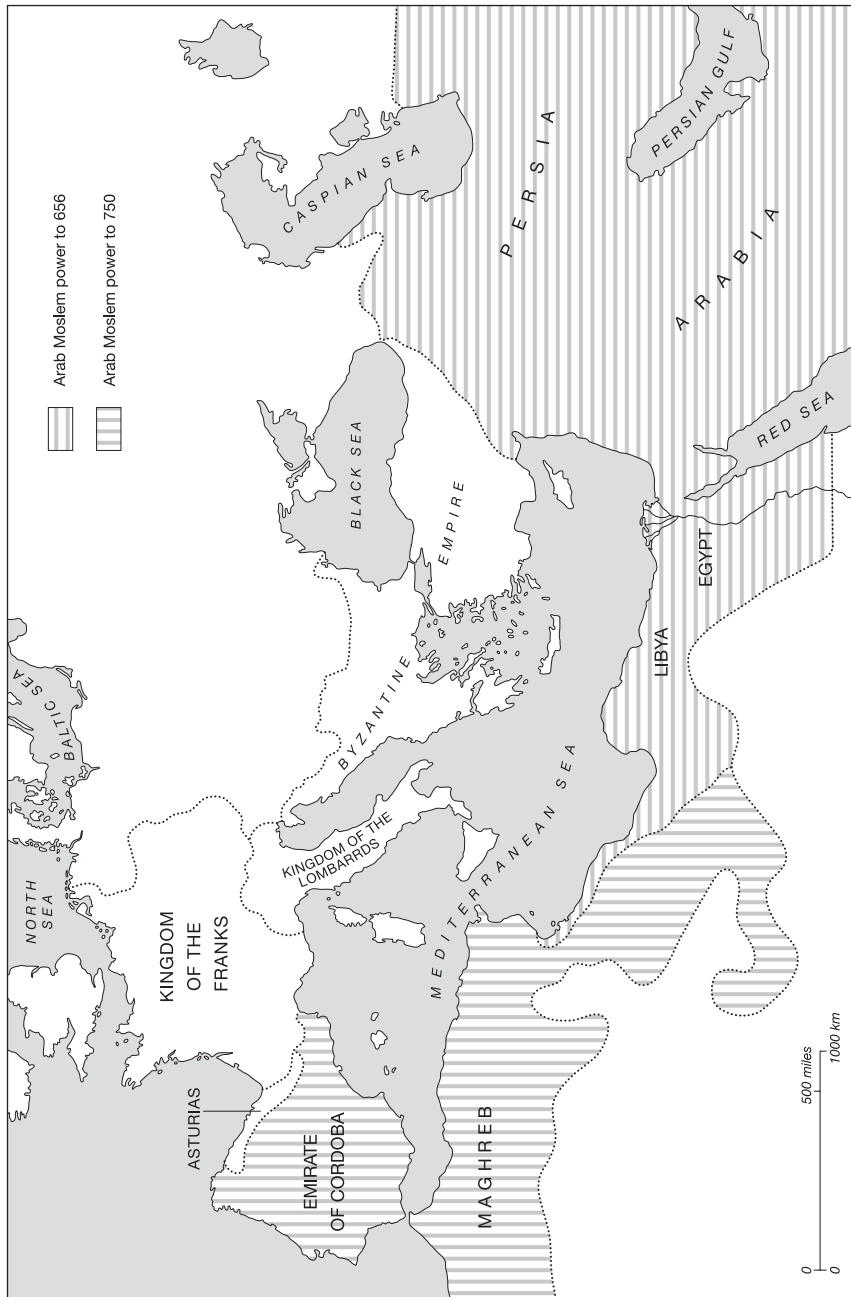 Arab Moslem power to 656
Arab Moslem power to 750
NORTH
SEA
BALTIC SEA
KINGDOM
OF THE
FRANKS
ASTURIAS
EMIRATE
OF CORDOBA
MAGHREB
KINGDOM OF THE
LOMBARRDS
BYZANTINE
EMPIRE
BLACK SEA
CASPIAN SEA
MEDITERRANEAN SEA
LIBYA
EGYPT
RED SEA
PERSIA
ARABIA
PERSIAN GULF
0 500 miles
0 1000 km